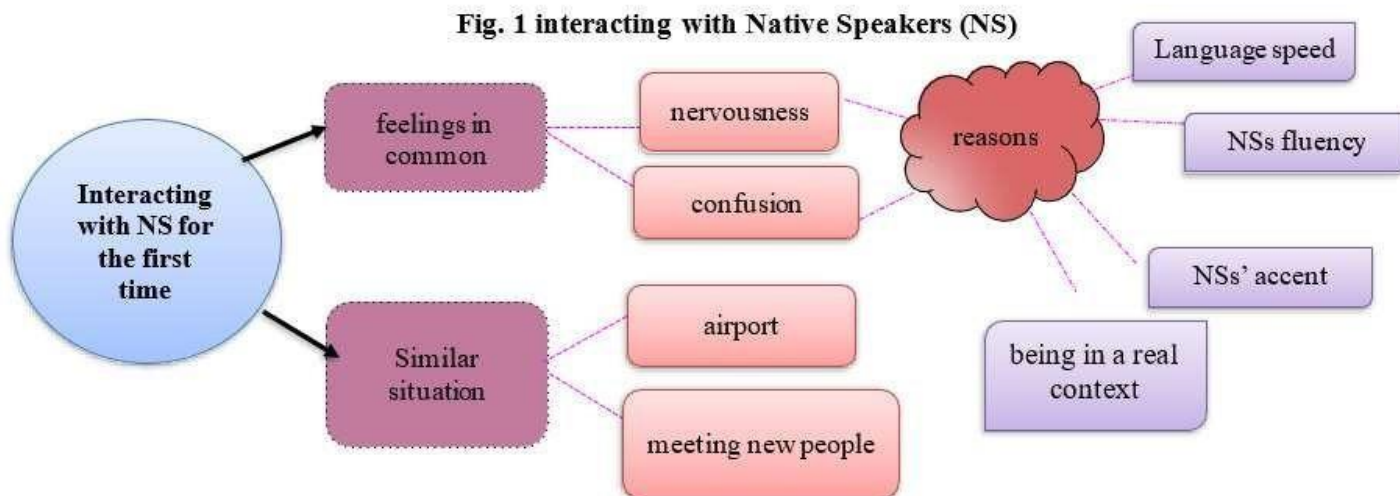 Fig. 1 interacting with Native Speakers (NS)
Interacting
with NS for
the first
time
feelings in
common
nervousness
confusion
reasons
Language speed
NSs fluency
NSs’ accent
being in a real
context
Similar
situation
airport
meeting new people